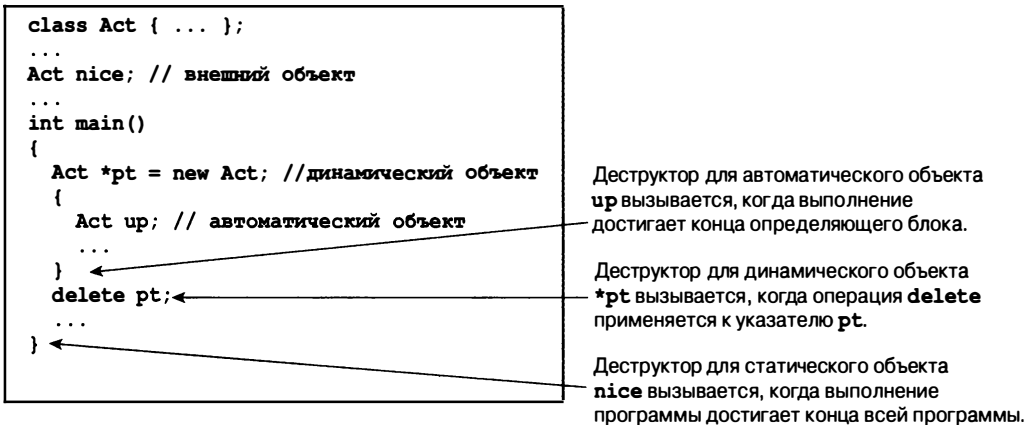 class Act { ... };
...
Act nice; // внешний объект
...
int main()
{
Act *pt = new Act; //динамический объект
{
Act up; // автоматический объект
...
}
delete pt;
...
}
Деструктор для автоматического объекта
up вызывается, когда выполнение
достигает конца определяющего блока.
Деструктор для динамического объекта
*pt вызывается, когда операция delete
применяется к указателю pt.
Деструктор для статического объекта
nice вызывается, когда выполнение
программы достигает конца всей программы.